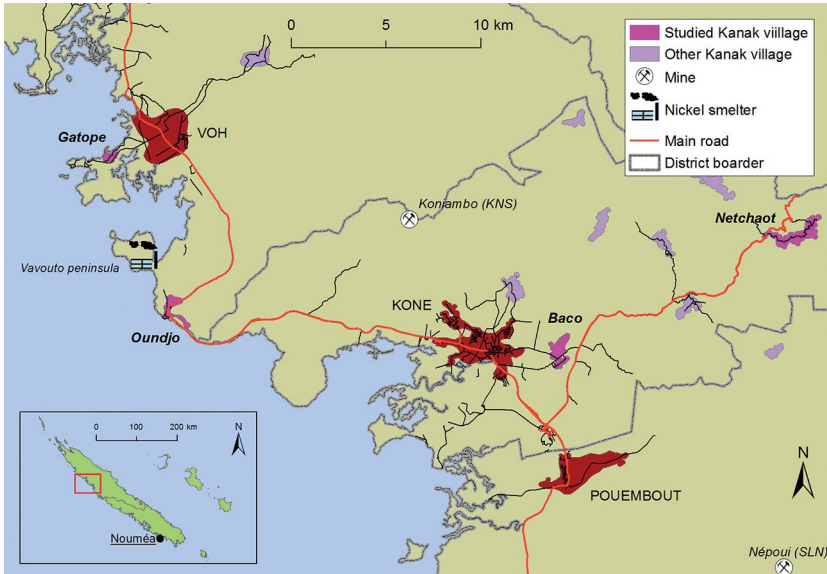 0 5 10 km
Studied Kanak viillage
Other Kanak village
Mine
Nickel smelter
Main road
District boarder
Gatope
VOH
Koniambo (KNS)
Netchaot
Vavouto peninsula
KONE
Baco
Oundjo
0 100 200 km
N
Nouméa
N
POUEMBOUT
Népoui (SLN)